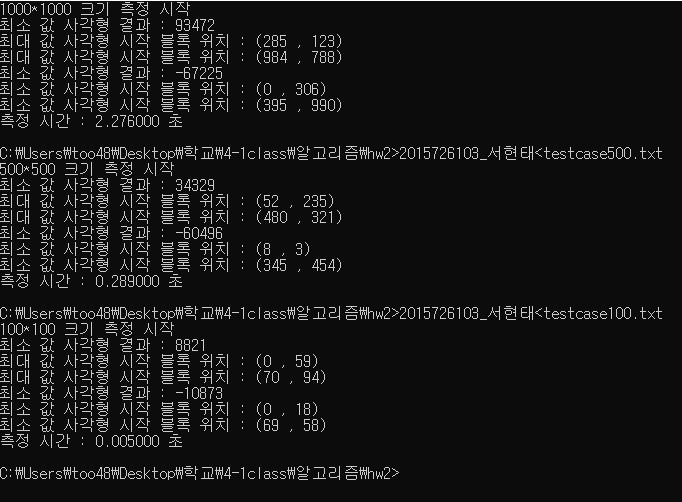 1000*1000 크기 측정 시작
최소 값 사각형 결과 : 93472
최대 값 사각형 시작 블록 위치 : (285 , 123)
최대 값 사각형 시작 블록 위치 : (984 , 788)
최소 값 사각형 결과 : -67225
최소 값 사각형 시작 블록 위치 : (0 , 306)
최소 값 사각형 시작 블록 위치 : (395 , 990)
측정 시간 : 2.276000 초
C:₩Users₩too48₩Desktop₩학교₩4-1class₩알고리즘₩hw2>2015726103_서현태<testcase500.txt
500*500 크기 측정 시작
최소 값 사각형 결과 : 34329
최대 값 사각형 시작 블록 위치 : (52 , 235)
최대 값 사각형 시작 블록 위치 : (480 , 321)
최소 값 사각형 결과 : -60496
최소 값 사각형 시작 블록 위치 : (8 , 3)
최소 값 사각형 시작 블록 위치 : (345 , 454)
측정 시간 : 0.289000 초
C:₩Users₩too48₩Desktop₩학교₩4-1class₩알고리즘₩hw2>2015726103_서현태<testcase100.txt
100*100 크기 측정 시작
최소 값 사각형 결과 : 8821
최대 값 사각형 시작 블록 위치 : (0 , 59)
최대 값 사각형 시작 블록 위치 : (70 , 94)
최소 값 사각형 결과 : -10873
최소 값 사각형 시작 블록 위치 : (0 , 18)
최소 값 사각형 시작 블록 위치 : (69 , 58)
측정 시간 : 0.005000 초
C:₩Users₩too48₩Desktop₩학교₩4-1class₩알고리즘₩hw2>